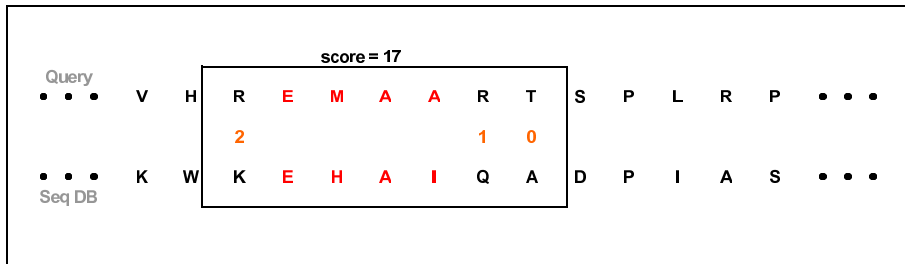 score = 17
Query
• • • V H R E M A A R T S P L R P • • •
2 1 0
• • • K W K E H A I Q A D P I A S • • •
Seq DB